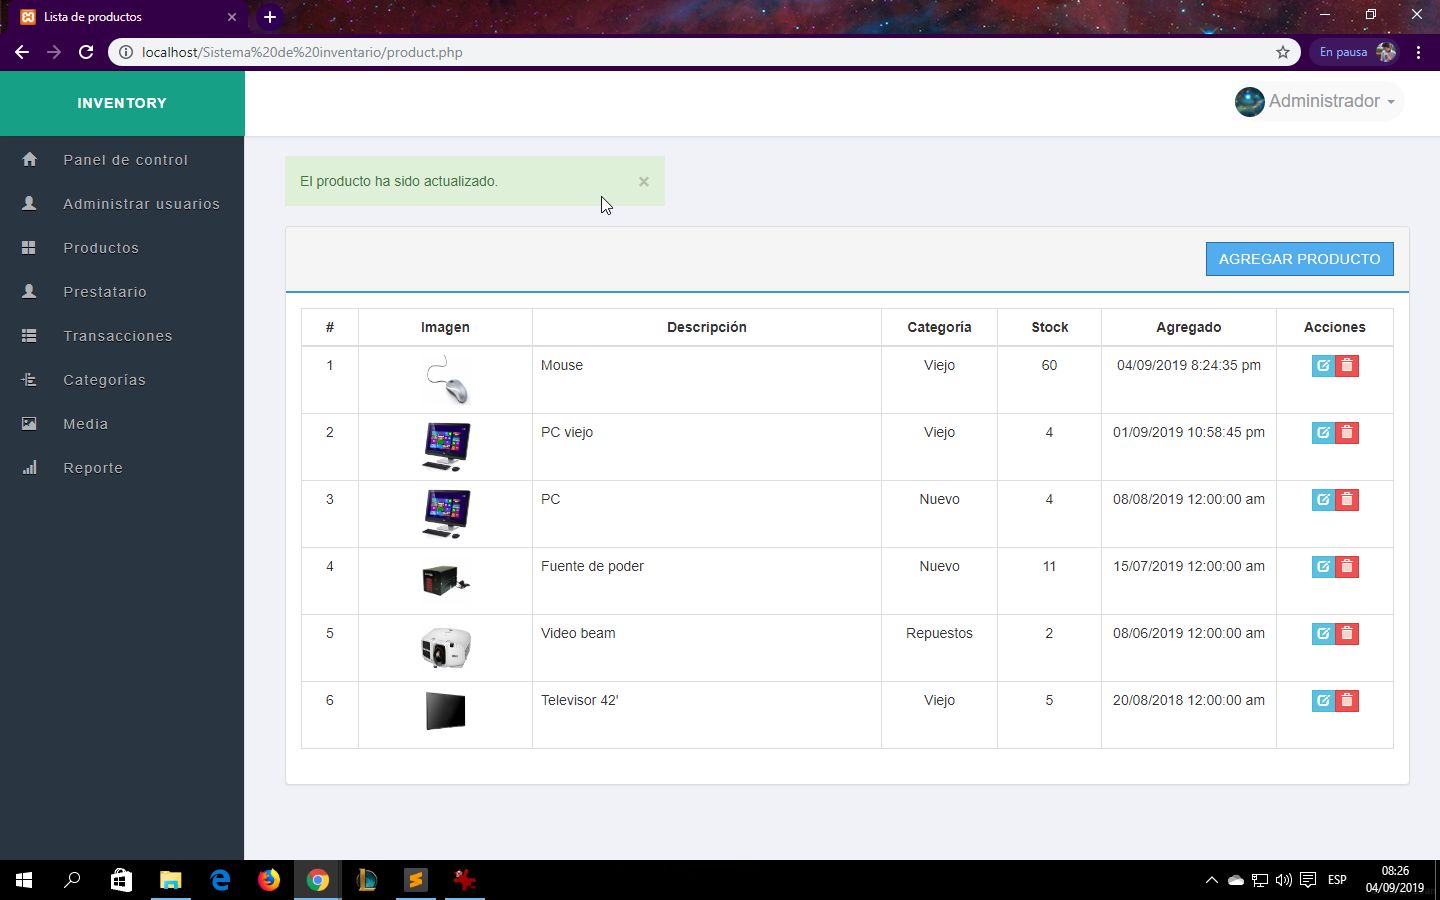 Lista de productos
localhost/Sistema%20de%20inventario/product.php
En pausa
INVENTORY
Administrador
Panel de control
Administrar usuarios
Productos
Prestatario
Transacciones
Categorías
Media
Reporte
El producto ha sido actualizado. ×
AGREGAR PRODUCTO
# Imagen Descripción Categoría Stock Agregado Acciones
1 Mouse Viejo 60 04/09/2019 8:24:35 pm
2 PC viejo Viejo 4 01/09/2019 10:58:45 pm
3 PC Nuevo 4 08/08/2019 12:00:00 am
4 Fuente de poder Nuevo 11 15/07/2019 12:00:00 am
5 Video beam Repuestos 2 08/06/2019 12:00:00 am
6 Televisor 42' Viejo 5 20/08/2018 12:00:00 am
ESP
08:26
04/09/2019